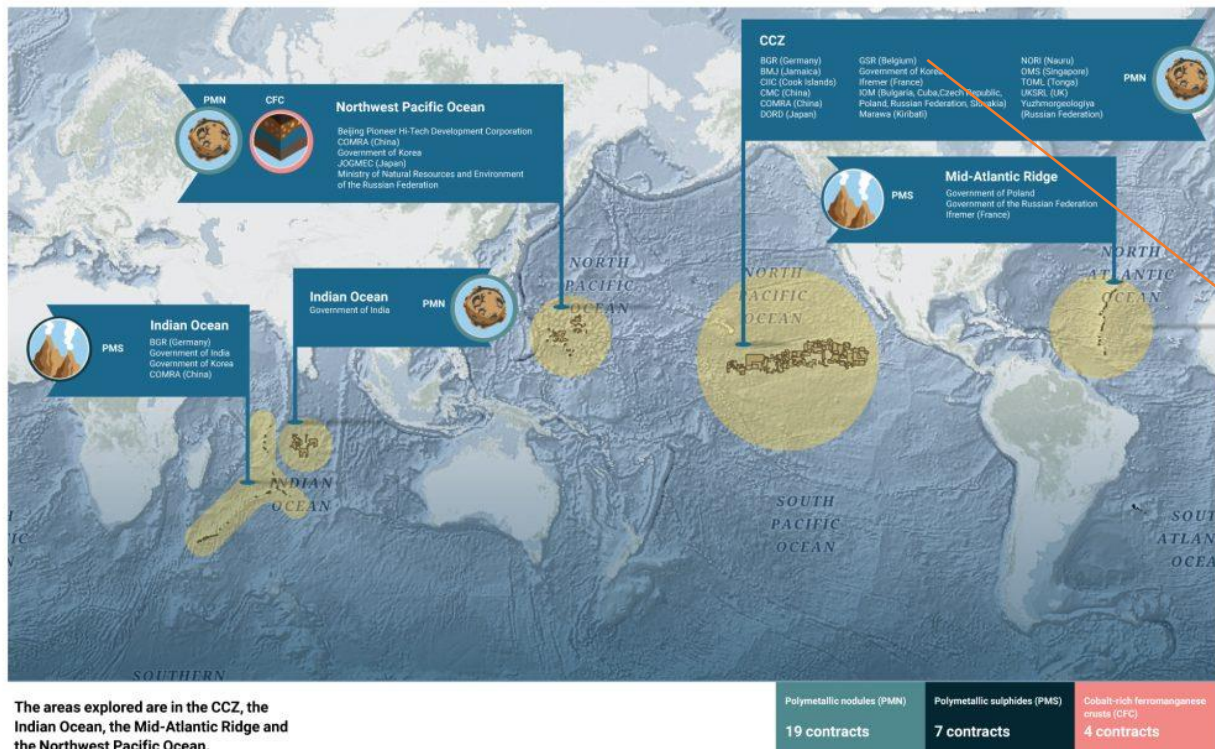 CCZ
BGR (Germany)
BMJ (Jamaica)
CIIC (Cook Islands)
CMC (China)
COMRA (China)
DORD (Japan)
GSR (Belgium)
Government of Korea
Ifremer (France)
IOM (Bulgaria, Cuba,Czech Republic,
Poland, Russian Federation, Slovakia)
Marawa (Kiribati)
NORI (Nauru)
OMS (Singapore)
TOML (Tonga)
UKSRL (UK)
Yuzhmorgeologiya
(Russian Federation)
PMN
PMN
CFC
Northwest Pacific Ocean
Beijing Pioneer Hi-Tech Development Corporation
COMRA (China)
Government of Korea
JOGMEC (Japan)
Ministry of Natural Resources and Environment
of the Russian Federation
PMS
Mid-Atlantic Ridge
Government of Poland
Government of the Russian Federation
Ifremer (France)
Indian Ocean
Government of India
PMN
PMS
Indian Ocean
BGR (Germany)
Government of India
Government of Korea
COMRA (China)
NORTH
PACIFIC
OCEAN
NORTH
PACIFIC
OCEAN
NORTH
ATLANTIC
OCEAN
INDIAN
OCEAN
SOUTH
PACIFIC
OCEAN
SOUT
ATLAN
OCEA
SOUTHERN
The areas explored are in the CCZ, the
Indian Ocean, the Mid-Atlantic Ridge and
the Northwest Pacific Ocean.
Polymetallic nodules (PMN)
19 contracts
Polymetallic sulphides (PMS)
7 contracts
Cobalt-rich ferromanganese
crusts (CFC)
4 contracts